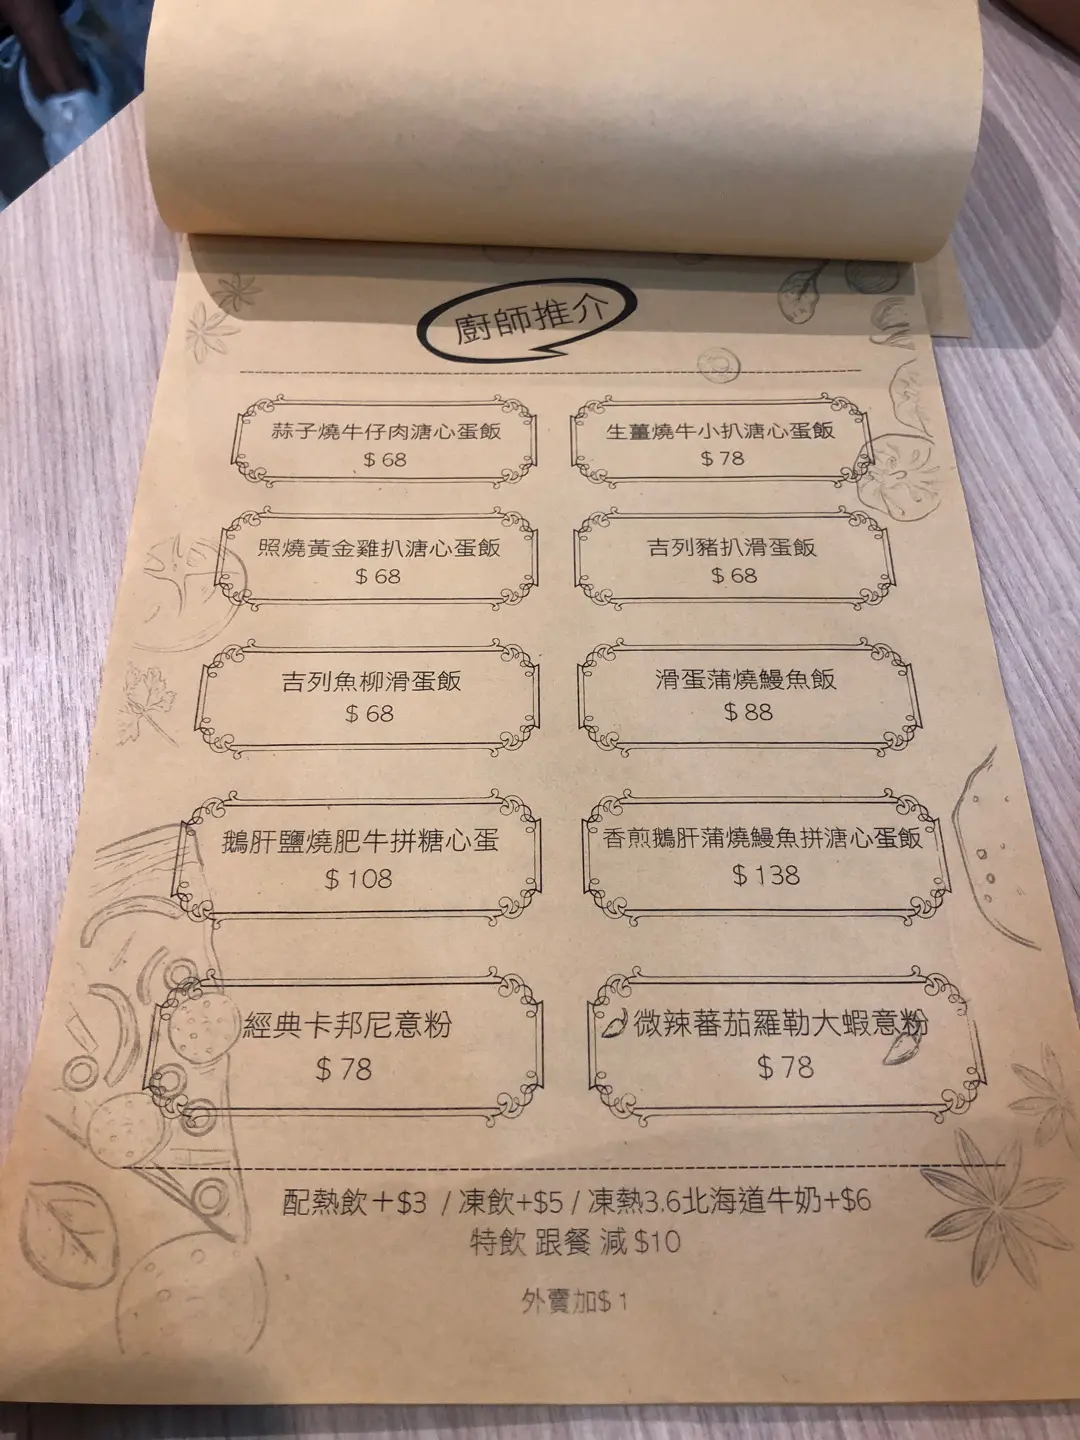 廚師推介
蒜子燒牛仔肉溏心蛋飯
$68
生薑燒牛小扒溏心蛋飯
$78
照燒黃金雞扒溏心蛋飯
$68
吉列豬扒滑蛋飯
$68
吉列魚柳滑蛋飯
$68
滑蛋蒲燒鰻魚飯
$88
鵝肝鹽燒肥牛拼糖心蛋
$108
香煎鵝肝蒲燒鰻魚拼溏心蛋飯
$138
經典卡邦尼意粉
$78
微辣蕃茄羅勒大蝦意粉
$78
配熱飲+$3 / 凍飲+$5 / 凍熱3.6北海道牛奶+$6
特飲 跟餐 減 $10
外賣加$1